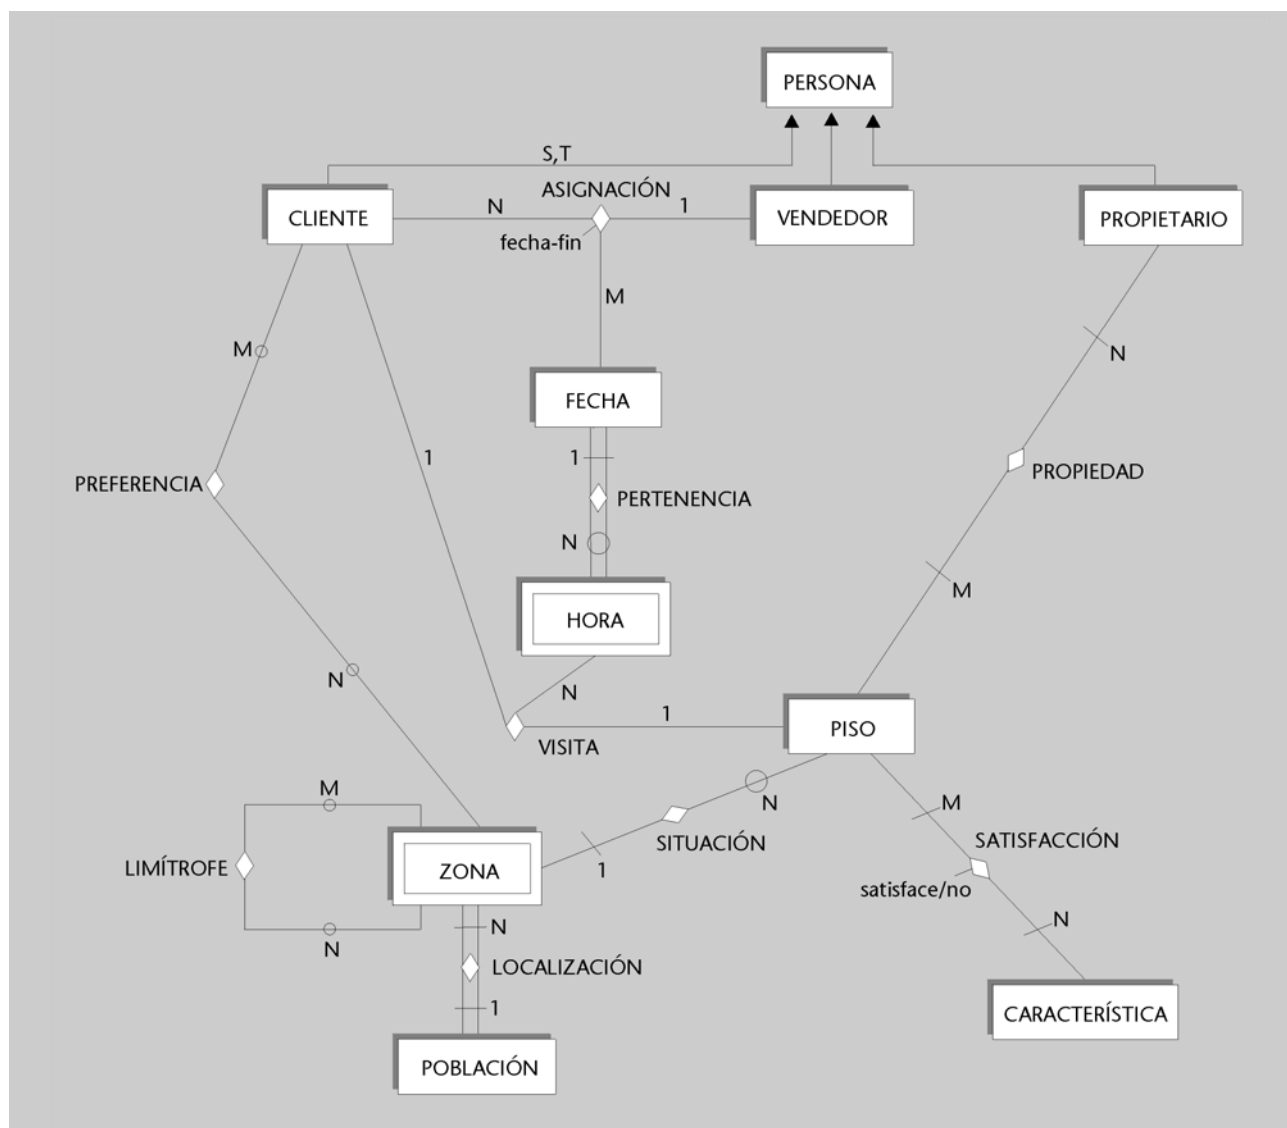 PERSONA
S,T
ASIGNACIÓN
CLIENTE
N
1
VENDEDOR
PROPIETARIO
fecha-fin
M
M
N
FECHA
1
1
PREFERENCIA
PERTENENCIA
PROPIEDAD
N
M
HORA
N
N
1
PISO
VISITA
M
N
M
SITUACIÓN
SATISFACCIÓN
LIMÍTROFE
ZONA
1
satisface/no
N
N
N
LOCALIZACIÓN
1
CARACTERÍSTICA
POBLACIÓN